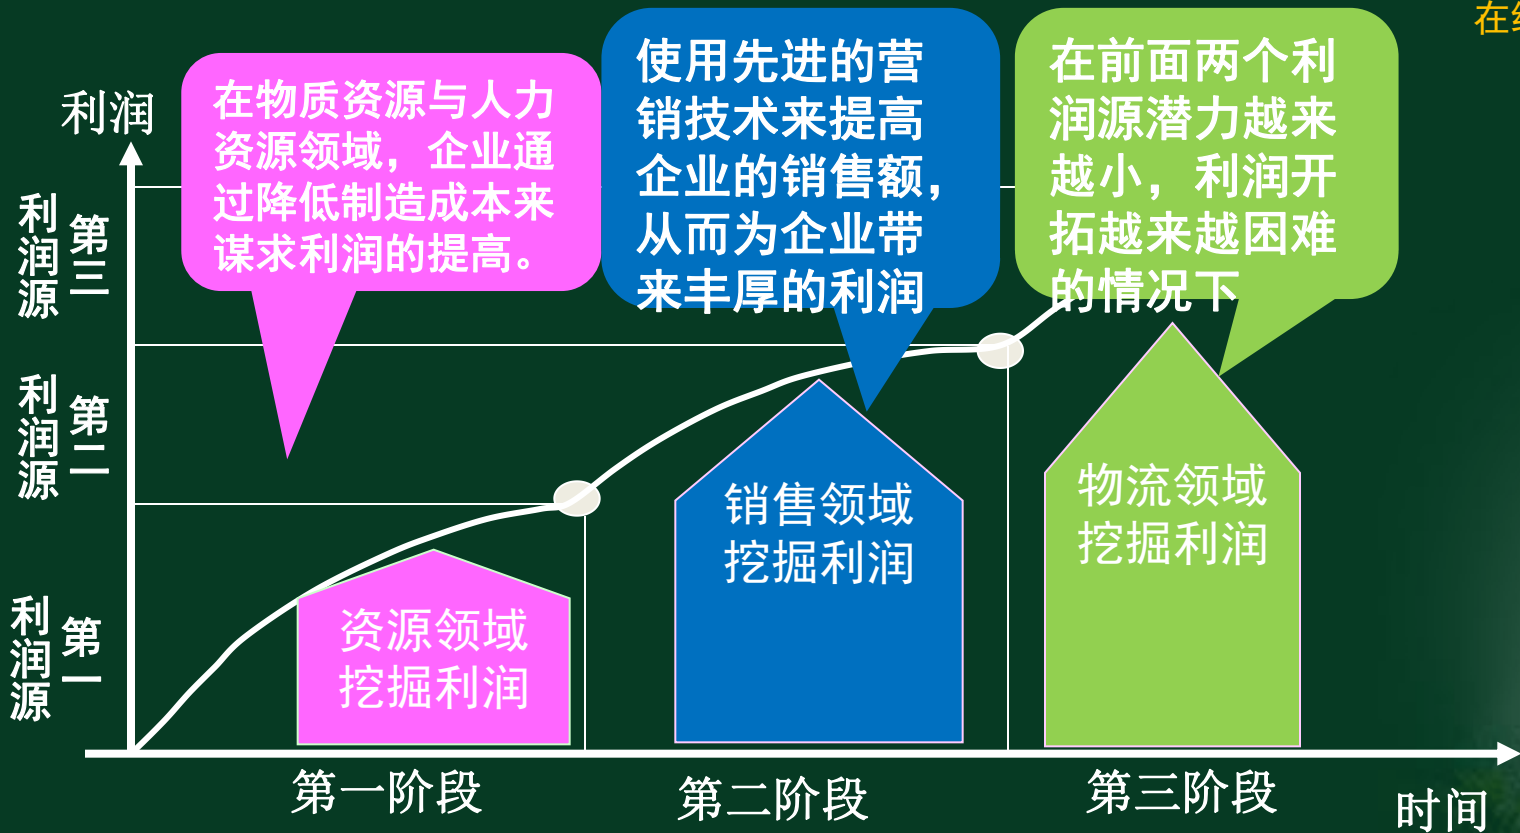 在物质资源与人力
资源领域，企业通
过降低制造成本来
谋求利润的提高。
使用先进的营
销技术来提高
企业的销售额，
从而为企业带
来丰厚的利润
在前面两个利
润源潜力越来
越小，利润开
拓越来越困难
的情况下
在
利润
第三
利润源
第二
利润源
第一
利润源
资源领域
挖掘利润
销售领域
挖掘利润
物流领域
挖掘利润
第一阶段
第二阶段
第三阶段
时间